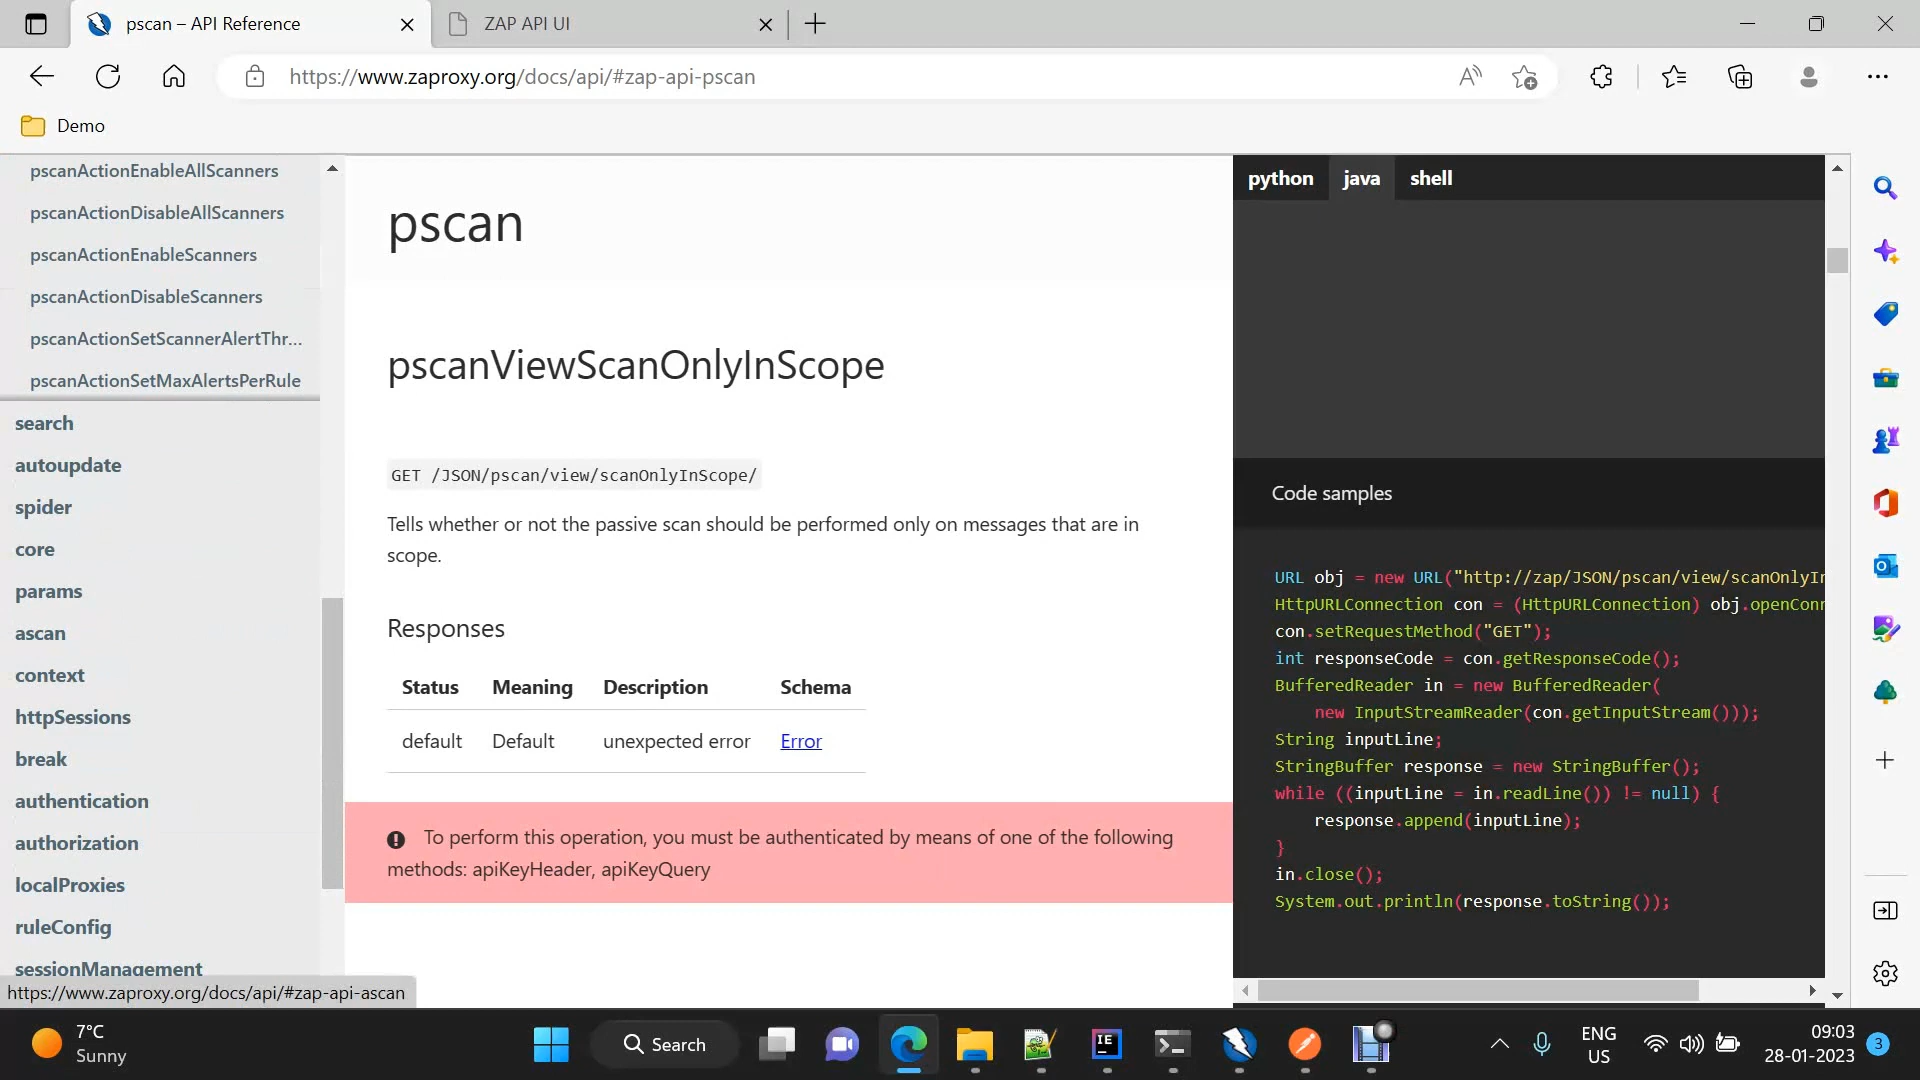 pscan – API Reference
ZAP API UI
https://www.zaproxy.org/docs/api/#zap-api-pscan
Demo
pscanActionEnableAllScanners
pscanActionDisableAllScanners
pscanActionEnableScanners
pscanActionDisableScanners
pscanActionSetScannerAlertThr...
pscanActionSetMaxAlertsPerRule
search
autoupdate
spider
core
params
ascan
context
httpSessions
break
authentication
authorization
localProxies
ruleConfig
sessionManagement
https://www.zaproxy.org/docs/api/#zap-api-ascan
pscan
pscanViewScanOnlyInScope
GET /JSON/pscan/view/scanOnlyInScope/
Tells whether or not the passive scan should be performed only on messages that are in
scope.
Responses
Status Meaning Description Schema
default Default unexpected error Error
To perform this operation, you must be authenticated by means of one of the following
methods: apiKeyHeader, apiKeyQuery
python java shell
Code samples
URL obj = new URL("http://zap/JSON/pscan/view/scanOnlyIn
HttpURLConnection con = (HttpURLConnection) obj.openConn
con.setRequestMethod("GET");
int responseCode = con.getResponseCode();
BufferedReader in = new BufferedReader(
new InputStreamReader(con.getInputStream()));
String inputLine;
StringBuffer response = new StringBuffer();
while ((inputLine = in.readLine()) != null) {
response.append(inputLine);
}
in.close();
System.out.println(response.toString());
7°C
Sunny
Search
ENG
US
09:03
28-01-2023
3